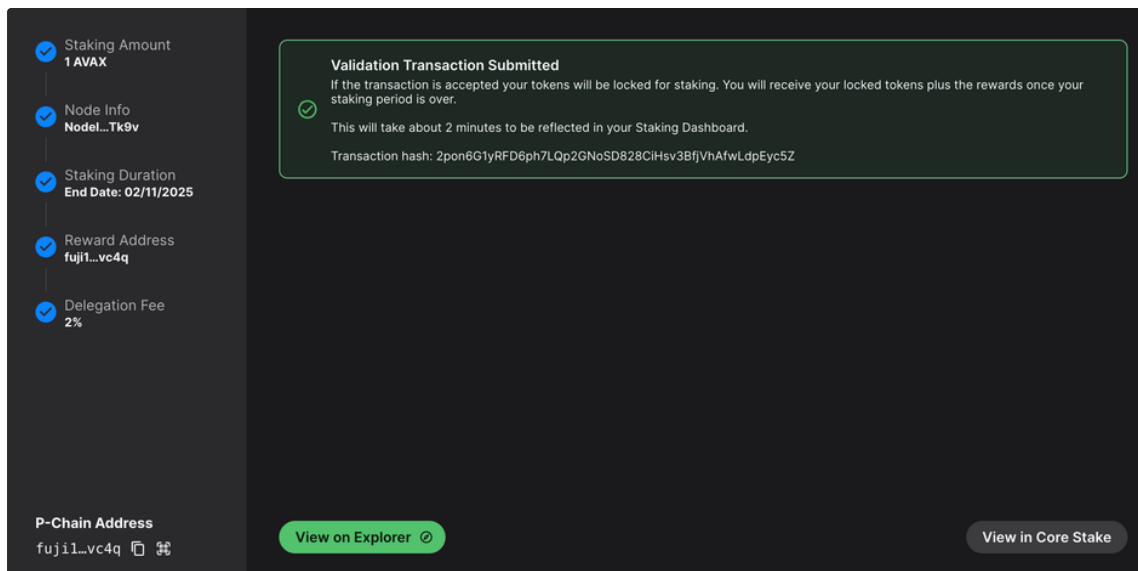 Staking Amount
1 AVAX
Node Info
NodeI...Tk9v
Staking Duration
End Date: 02/11/2025
Reward Address
fuji1...vc4q
Delegation Fee
2%
P-Chain Address
fuji1…vc4q
Validation Transaction Submitted
If the transaction is accepted your tokens will be locked for staking. You will receive your locked tokens plus the rewards once your
staking period is over.
This will take about 2 minutes to be reflected in your Staking Dashboard.
Transaction hash: 2pon6G1yRFD6ph7LQp2GNoSD828CiHsv3BfjVhAfwLdpEyc5Z
View on Explorer
View in Core Stake